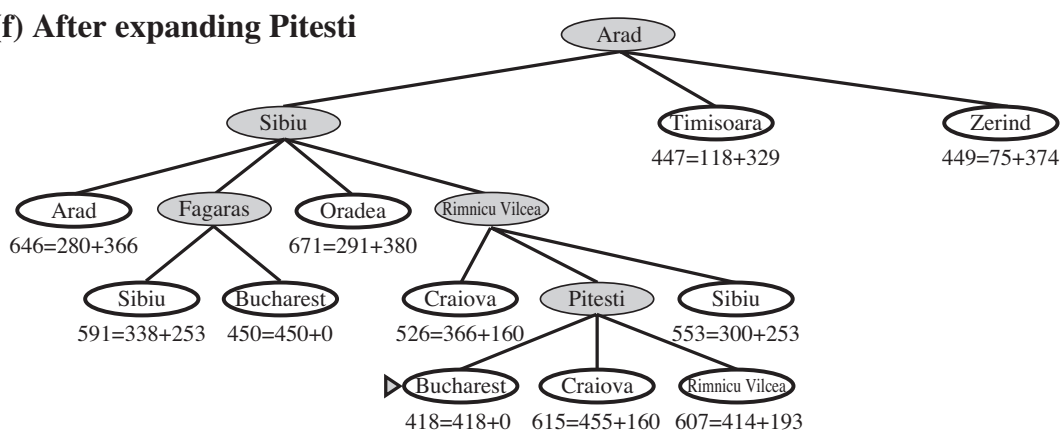 f) After expanding Pitesti
Arad
Sibiu
Timisoara
Zerind
447=118+329
449=75+374
Arad
Fagaras
Oradea
Rimnicu Vilcea
646=280+366
671=291+380
Sibiu
Bucharest
Craiova
Pitesti
Sibiu
591=338+253
450=450+0
526=366+160
553=300+253
Bucharest
Craiova
Rimnicu Vilcea
418=418+0
615=455+160
607=414+193